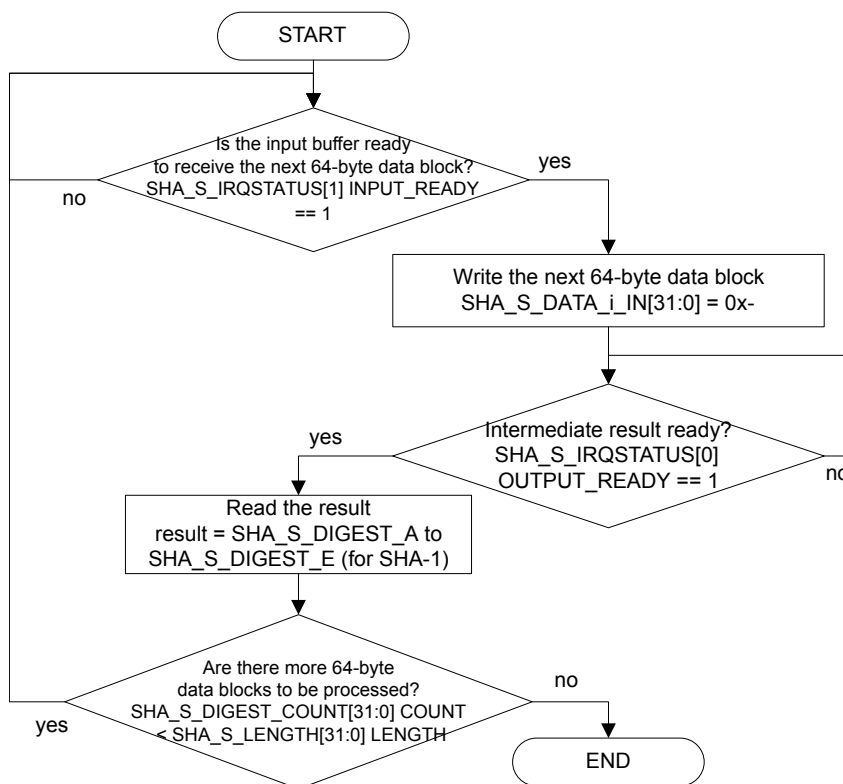 START
Is the input buffer ready
to receive the next 64-byte data block?
SHA_S_IRQSTATUS[1] INPUT_READY
== 1
yes
no
Write the next 64-byte data block
SHA_S_DATA_i_IN[31:0] = 0x-
Intermediate result ready?
SHA_S_IRQSTATUS[0]
OUTPUT_READY == 1
yes
no
Read the result
result = SHA_S_DIGEST_A to
SHA_S_DIGEST_E (for SHA-1)
Are there more 64-byte
data blocks to be processed?
SHA_S_DIGEST_COUNT[31:0] COUNT
< SHA_S_LENGTH[31:0] LENGTH
no
yes
END